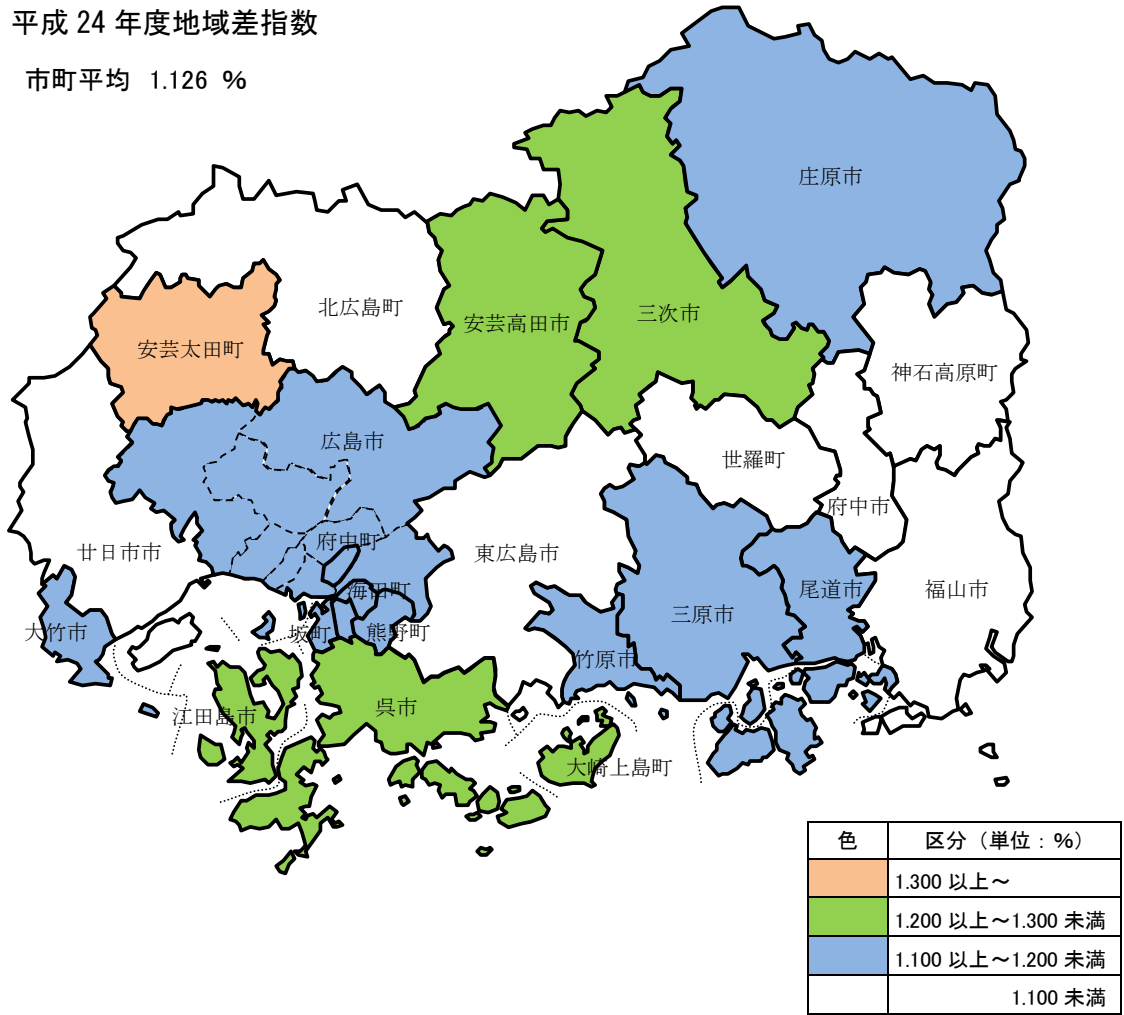 平成 24 年度地域差指数
市町平均 1.126 %
庄原市
北広島町
安芸高田市
三次市
安芸太田町
神石高原町
広島市
世羅町
府中市
府中町
東広島市
廿日市市
海田町
尾道市
福山市
大竹市
坂町
熊野町
三原市
竹原市
江田島市
呉市
大崎上島町
色 区分（単位：%）
1.300 以上～
1.200 以上～1.300 未満
1.100 以上～1.200 未満
1.100 未満